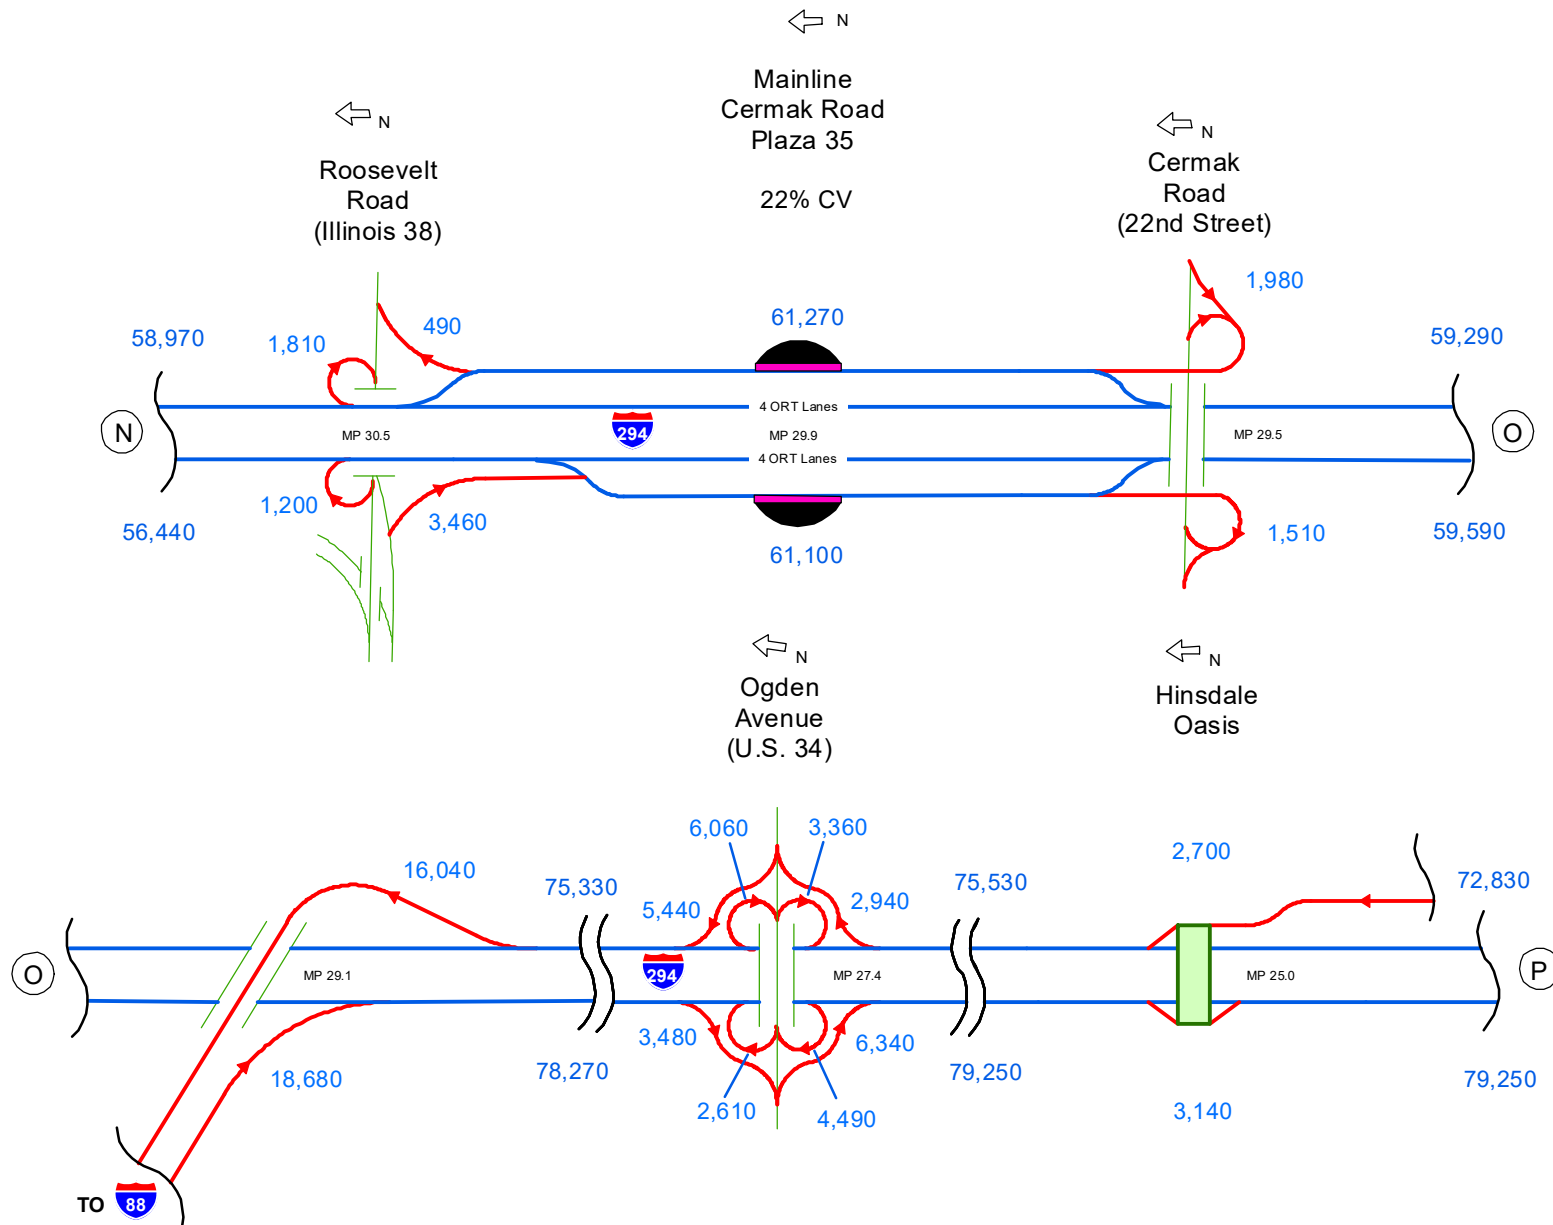 N
Mainline
Cermak Road
Plaza 35
22% CV
N
Roosevelt
Road
(Illinois 38)
N
Cermak
Road
(22nd Street)
58,970
1,810
490
61,270
1,980
59,290
N
MP 30.5
294
4 ORT Lanes
MP 29.9
4 ORT Lanes
MP 29.5
O
56,440
1,200
3,460
61,100
1,510
59,590
N
Ogden
Avenue
(U.S. 34)
N
Hinsdale
Oasis
16,040
75,330
6,060
3,360
5,440
2,940
75,530
2,700
72,830
O
MP 29.1
294
MP 27.4
MP 25.0
P
18,680
78,270
3,480
2,610
4,490
6,340
79,250
3,140
79,250
TO 88